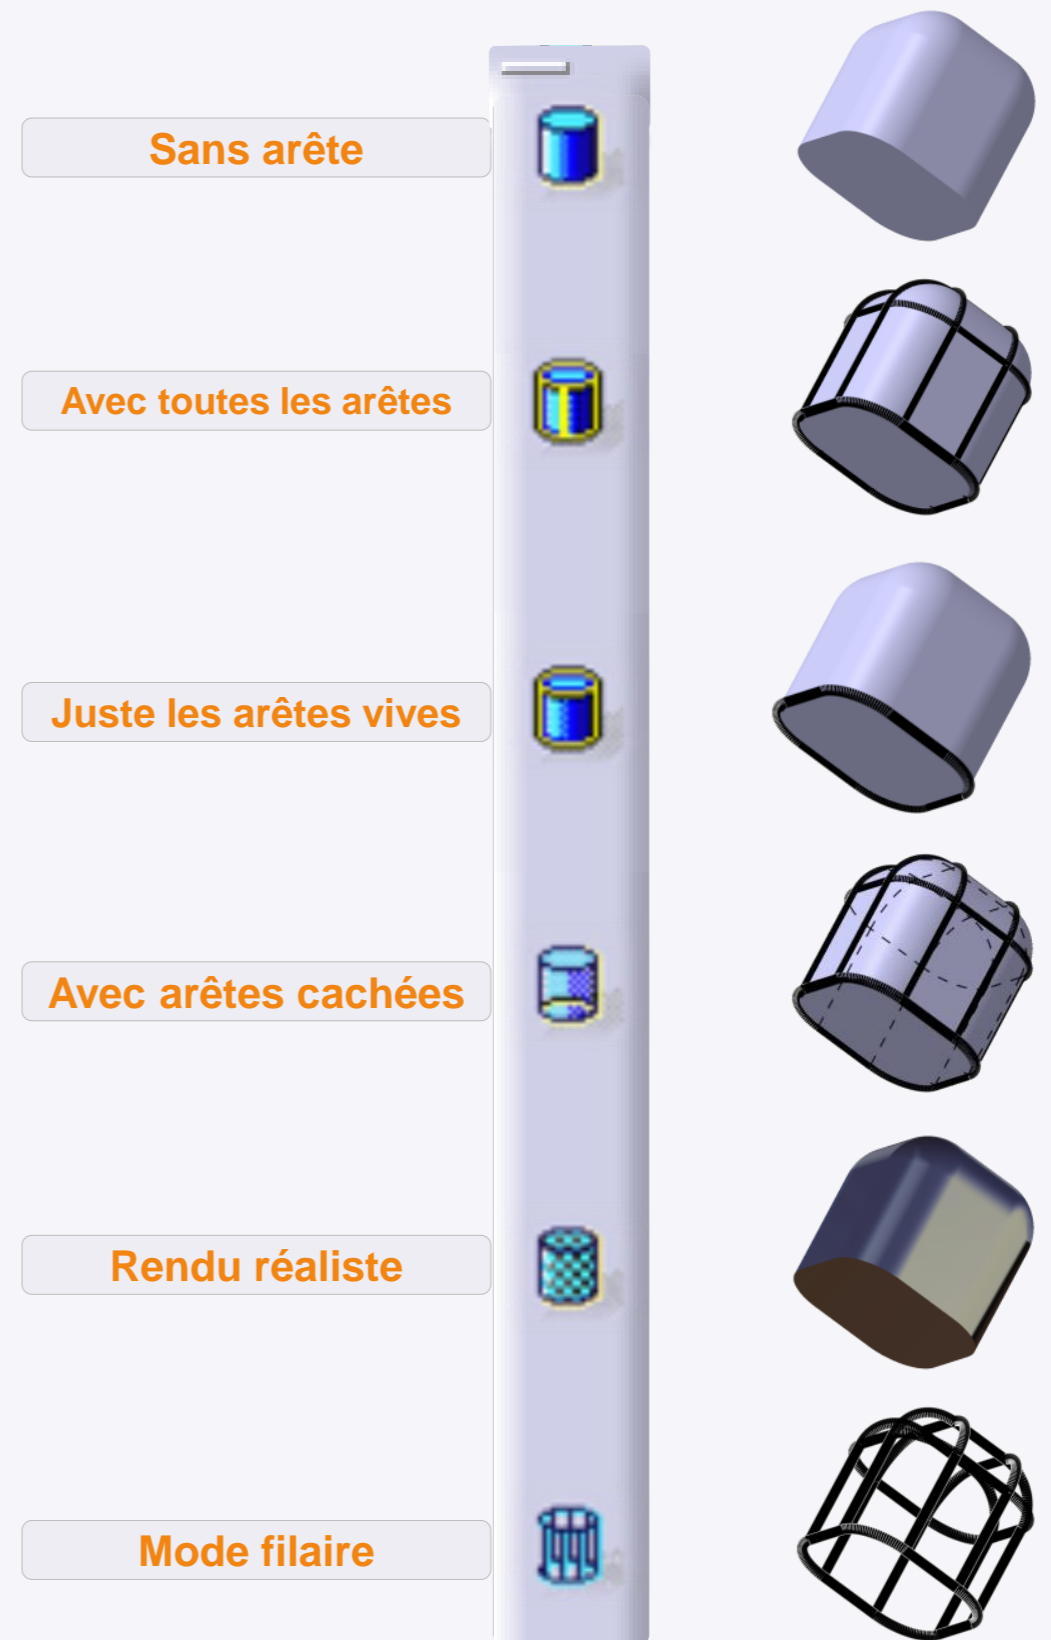 Sans arête
Avec toutes les arêtes
Juste les arêtes vives
Avec arêtes cachées
Rendu réaliste
Mode filaire